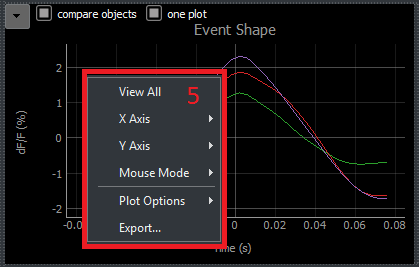 compare objects one plot
Event Shape
2
1
0
-1
-2
dF/F (%)
View All 5
X Axis
Y Axis
Mouse Mode
Plot Options
Export...
0 0.02 0.04 0.06 0.08
Time (s)